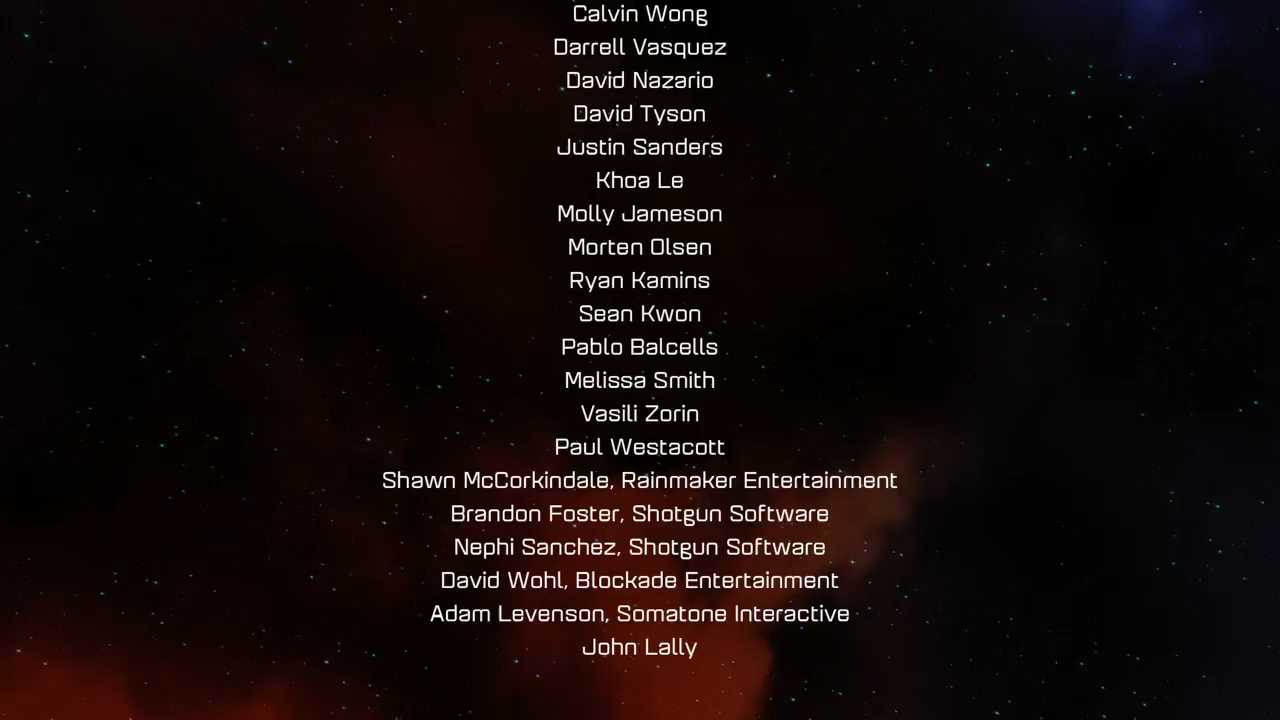 Calvin Wong
Darrell Vasquez
David Nazario
David Tyson
Justin Sanders
Khoa Le
Molly Jameson
Morten Olsen
Ryan Kamins
Sean Kwon
Pablo Balcells
Melissa Smith
Vasili Zorin
Paul Westacott
Shawn McCorkindale, Rainmaker Entertainment
Brandon Foster, Shotgun Software
Nephi Sanchez, Shotgun Software
David Wohl, Blockade Entertainment
Adam Levenson, Somatone Interactive
John Lally